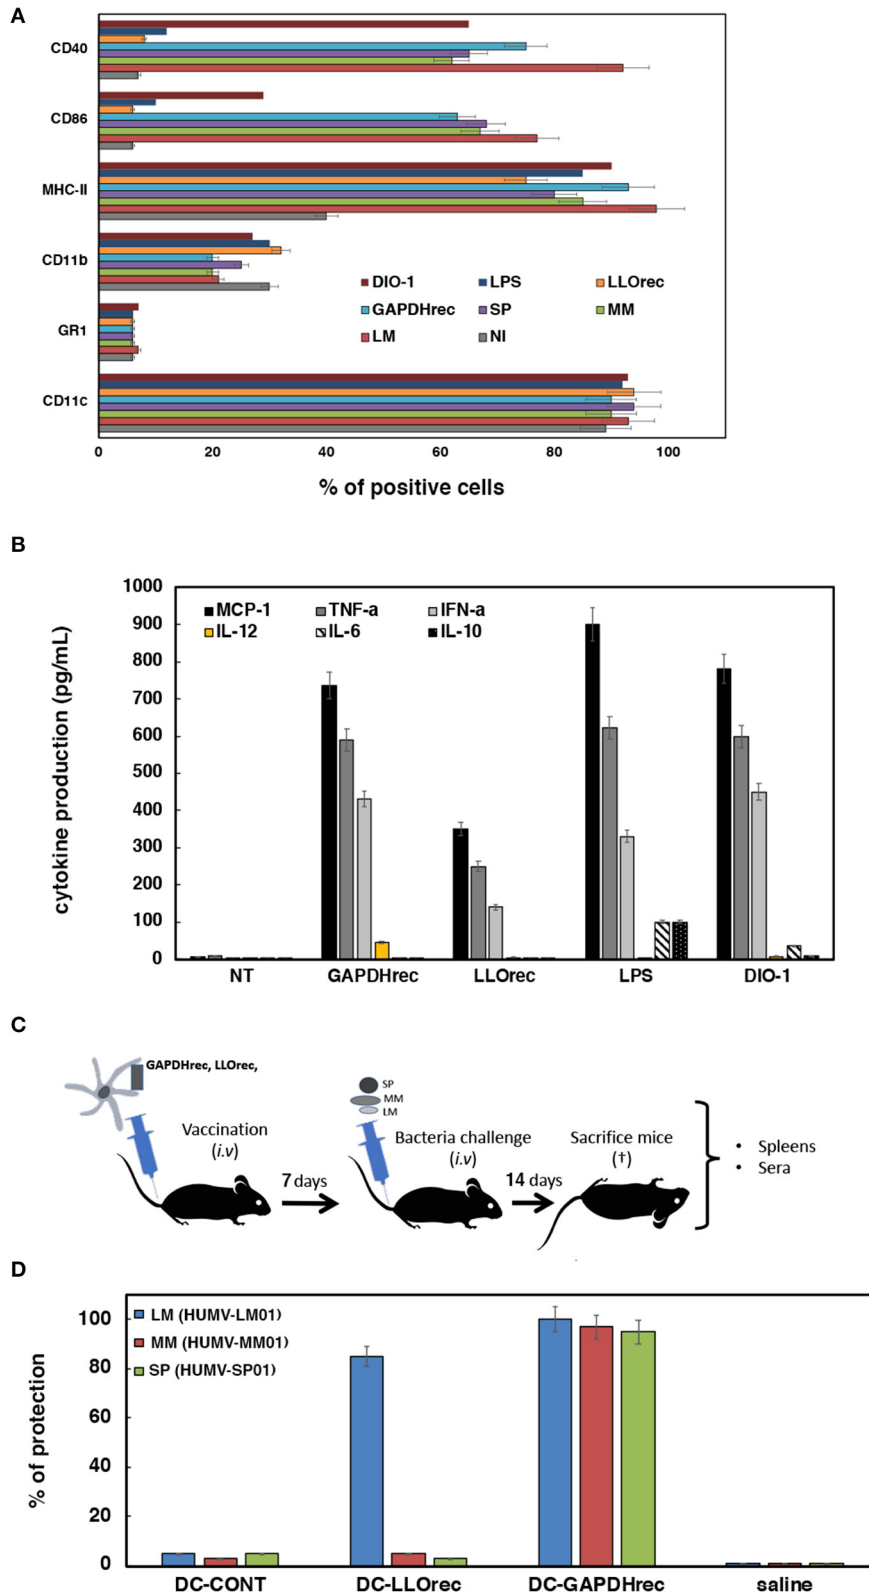 A
CD40
CD86
MHC-II
CD11b
GR1
CD11c
DIO-1 LPS LLOrec
GAPDHrec SP MM
LM NI
0 20 40 60 80 100
% of positive cells
B
cytokine production (pg/mL)
1000
900
800
700
600
500
400
300
200
100
0
MCP-1 TNF-a IFN-a
IL-12 IL-6 IL-10
NT GAPDHrec LLOrec LPS DIO-1
C
GAPDHrec, LLOrec,
SP
MM
LM
Vaccination
(i.v)
7 days
Bacteria challenge
(i.v)
14 days
Sacrifice mice
(†)
• Spleens
• Sera
D
% of protection
100
80
60
40
20
0
LM (HUMV-LM01)
MM (HUMV-MM01)
SP (HUMV-SP01)
DC-CONT DC-LLOrec DC-GAPDHrec saline